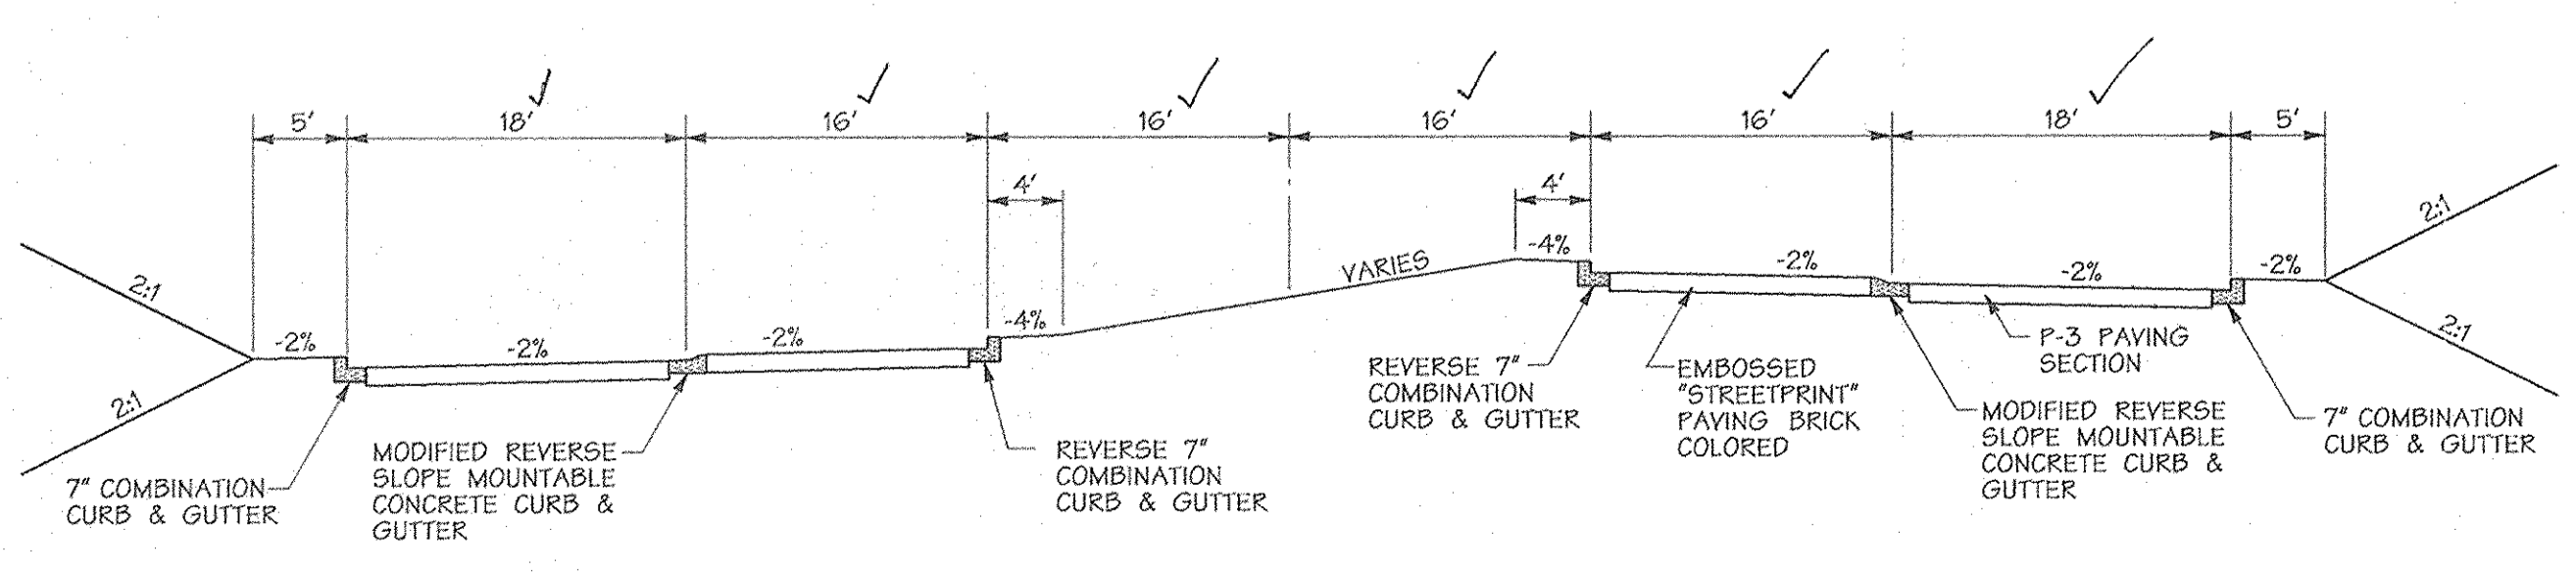 5' 18' 16' 16' 16' 16' 18' 5'
4' 4'
2:1 -2% -2% -2% -4% VARIES -4% -2% -2% -2% 2:1
2:1 2:1
7" COMBINATION
CURB & GUTTER
MODIFIED REVERSE
SLOPE MOUNTABLE
CONCRETE CURB &
GUTTER
REVERSE 7"
COMBINATION
CURB & GUTTER
REVERSE 7"
COMBINATION
CURB & GUTTER
EMBOSSED
"STREETPRINT"
PAVING BRICK
COLORED
P-3 PAVING
SECTION
MODIFIED REVERSE
SLOPE MOUNTABLE
CONCRETE CURB &
GUTTER
7" COMBINATION
CURB & GUTTER